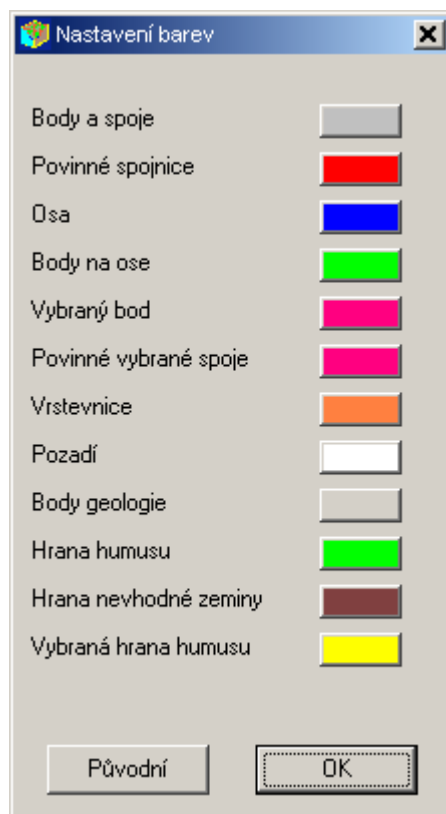 Nastavení barev
Body a spoje
Povinné spojnice
Osa
Body na ose
Vybraný bod
Povinné vybrané spoje
Vrstevnice
Pozadí
Body geologie
Hrana humusu
Hrana nevhodné zeminy
Vybraná hrana humusu
Původní
OK